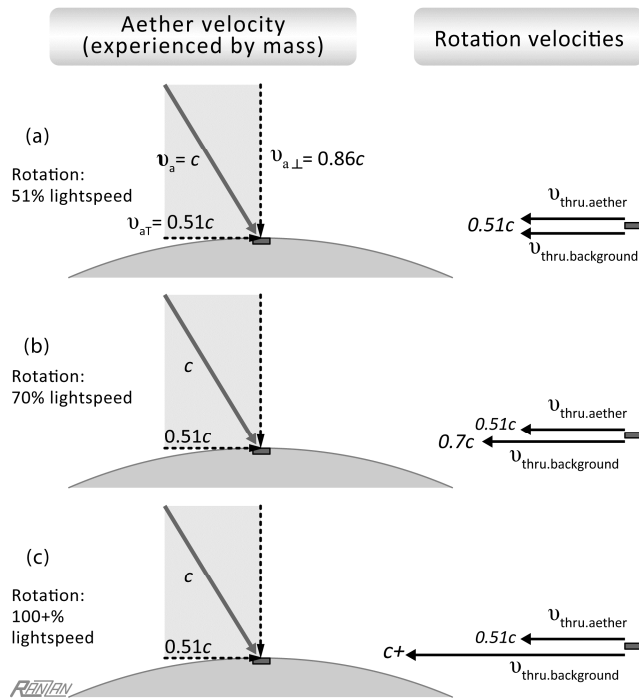 Aether velocity
(experienced by mass)
Rotation velocities
(a)
Rotation:
51% lightspeed
υa = c
υa⊥ = 0.86c
υaT = 0.51c
υthru.aether
0.51c
υthru.background
(b)
Rotation:
70% lightspeed
c
0.51c
υthru.aether
0.51c
0.7c
υthru.background
(c)
Rotation:
100+%
lightspeed
c
0.51c
υthru.aether
0.51c
c+
υthru.background
RANTAN